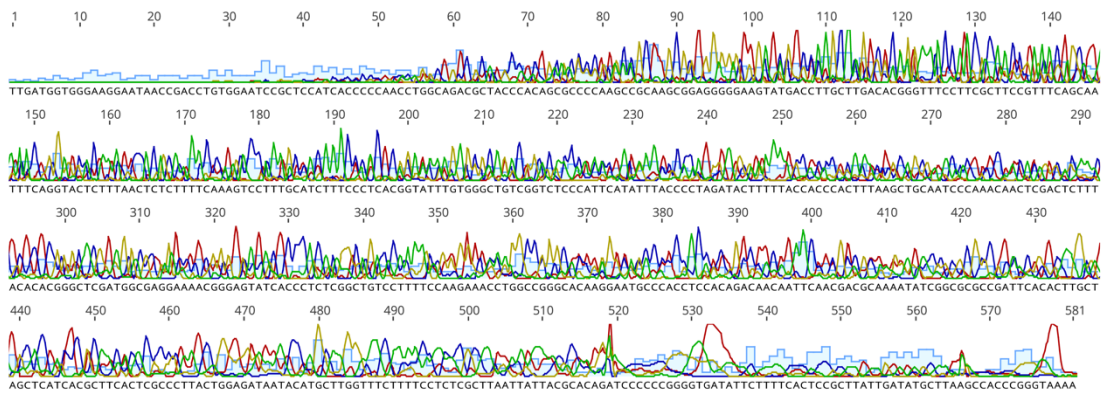 1 10 20 30 40 50 60 70 80 90 100 110 120 130 140
TTGATGGTGGGAAGGAATAACCGACCTGTGGAATCCGCTCCATCACCCCCAACCTGGCAGACGCTACCCACAGCGCCCCAAGCCGCAAGCGGAGGGGGAAGTATGACCTTGCTTGACACGGGTTTCCTTCGCTTCCGTTTCAGCAA
150 160 170 180 190 200 210 220 230 240 250 260 270 280 290
TTTCAGGTACTCTTTAACTCTCTTTTCAAAGTCCTTTGCATCTTTCCCTCACGGTATTTGTGGGCTGTCGGTCTCCCATTCATATTTACCCCTAGATACTTTTTACCACCCACTTTAAGCTGCAATCCCAAACAACTCGACTCTTT
300 310 320 330 340 350 360 370 380 390 400 410 420 430
ACACACGGGCTCGATGGCGAGGAAAACGGGAGTATCACCCTCTCGGGTGCGCTTTTCCAAGAAACCTGGCCGGGCACAAGGAATGCCCACCTCCACAGACAACAATTCAACGACGCAAAATATCGGCGCGCCGATTCACACTTGCT
440 450 460 470 480 490 500 510 520 530 540 550 560 570 581
AGCTCATCACGCTTCACTCGCCCTTACTGGAGATAATACATGCTTGGTTCTTTTTCCTCTCGCTTAATTATTACGCACAGATCCGCCCGGGGTGATATTCTTTTCACTCCGCTTATTGATATGCTTAAGCCACCCGGGTAAAA